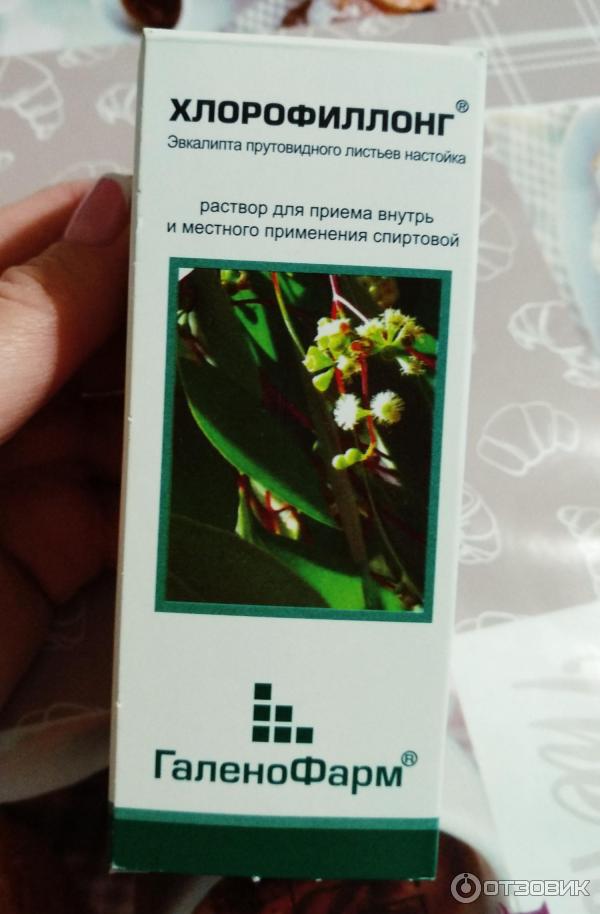 ХЛОРОФИЛЛОНГ®
Эвкалипта прутовидного листьев настойка
раствор для приема внутрь
и местного применения спиртовой
ГаленоФарм®
ОТЗОВИК